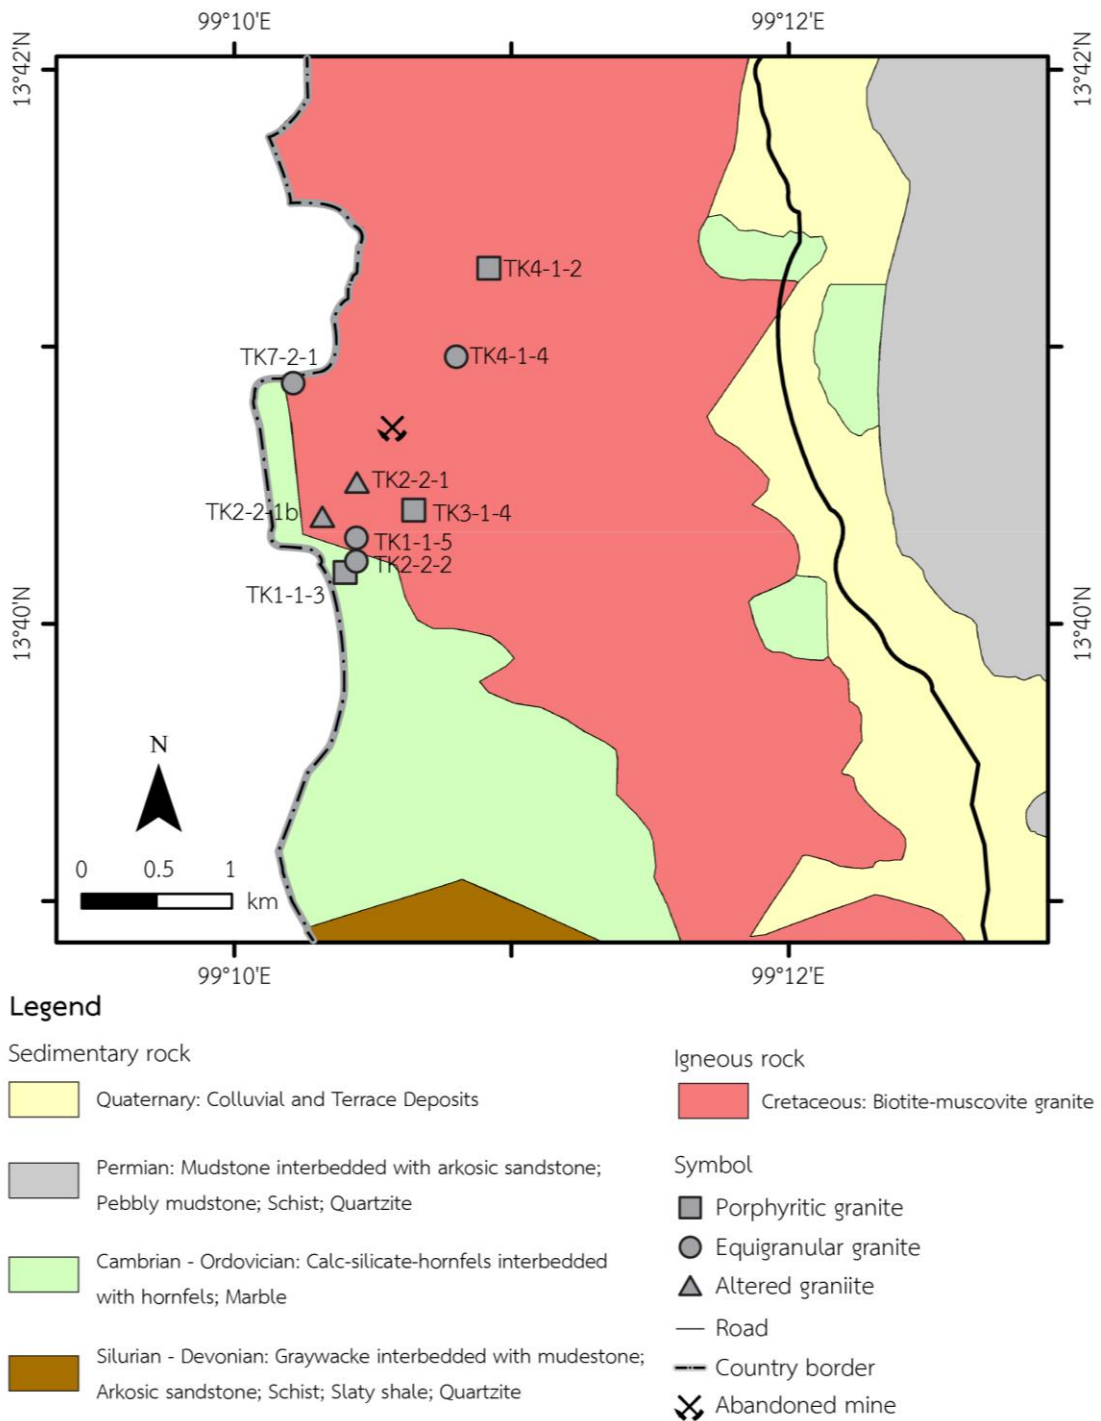 99°10'E
99°12'E
13°42'N
13°42'N
TK4-1-2
TK7-2-1
TK4-1-4
TK2-2-1
TK2-2-1b
TK3-1-4
TK1-1-5
TK2-2-2
TK1-1-3
13°40'N
13°40'N
N
0 0.5 1
km
99°10'E
99°12'E
Legend
Sedimentary rock
Quaternary: Colluvial and Terrace Deposits
Permian: Mudstone interbedded with arkosic sandstone;
Pebbly mudstone; Schist; Quartzite
Cambrian - Ordovician: Calc-silicate-hornfels interbedded
with hornfels; Marble
Silurian - Devonian: Graywacke interbedded with mudestone;
Arkosic sandstone; Schist; Slaty shale; Quartzite
Igneous rock
Cretaceous: Biotite-muscovite granite
Symbol
Porphyritic granite
Equigranular granite
Altered graniite
Road
Country border
Abandoned mine